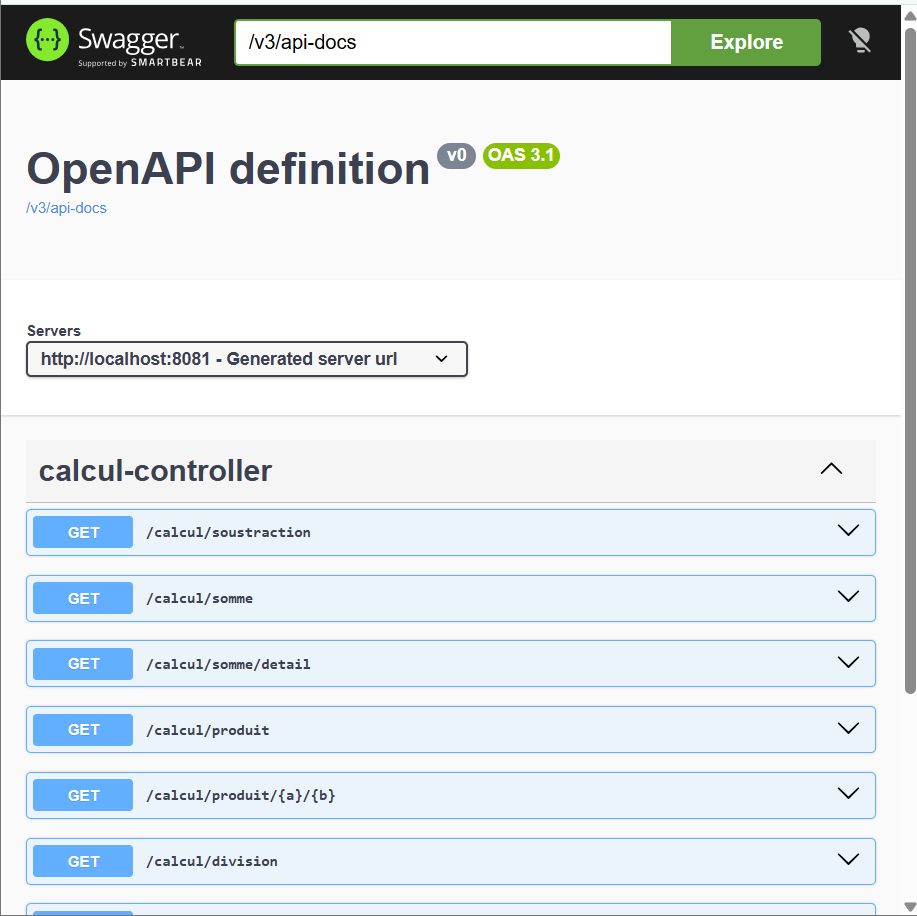 {···} Swagger™
Supported by SMARTBEAR
/v3/api-docs
Explore
OpenAPI definition v0 OAS 3.1
/v3/api-docs
Servers
http://localhost:8081 - Generated server url
calcul-controller
GET /calcul/soustraction
GET /calcul/somme
GET /calcul/somme/detail
GET /calcul/produit
GET /calcul/produit/{a}/{b}
GET /calcul/division